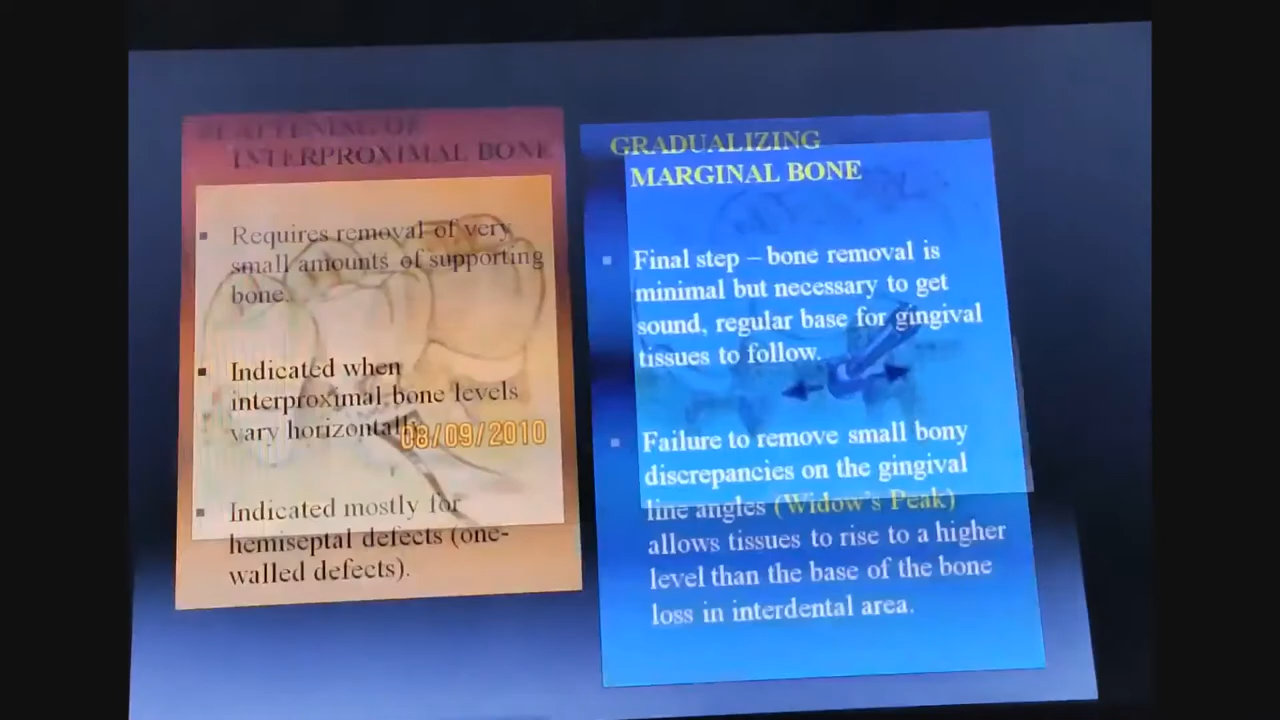 FLATTENING OF
INTERPROXIMAL BONE
▪ Requires removal of very
small amounts of supporting
bone.
▪ Indicated when
interproximal bone levels
vary horizontally.
08/09/2010
▪ Indicated mostly for
hemiseptal defects (one-
walled defects).
GRADUALIZING
MARGINAL BONE
▪ Final step – bone removal is
minimal but necessary to get
sound, regular base for gingival
tissues to follow.
▪ Failure to remove small bony
discrepancies on the gingival
line angles (Widow's Peak)
allows tissues to rise to a higher
level than the base of the bone
loss in interdental area.